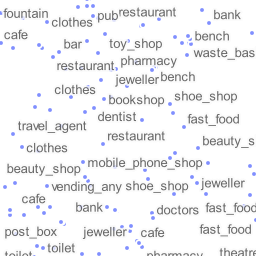 fountain
pub
restaurant
bank
clothes
cafe
bench
bar
toy_shop
waste_bas
restaurant
pharmacy
jeweller
bench
clothes
bookshop
shoe_shop
dentist
fast_food
travel_agent
restaurant
beauty_s
clothes
mobile_phone_shop
beauty_shop
vending_any
shoe_shop
jeweller
cafe
bank
doctors
fast_food
post_box
jeweller
cafe
fast_food
toilet
toilet
pharmacy
theatre